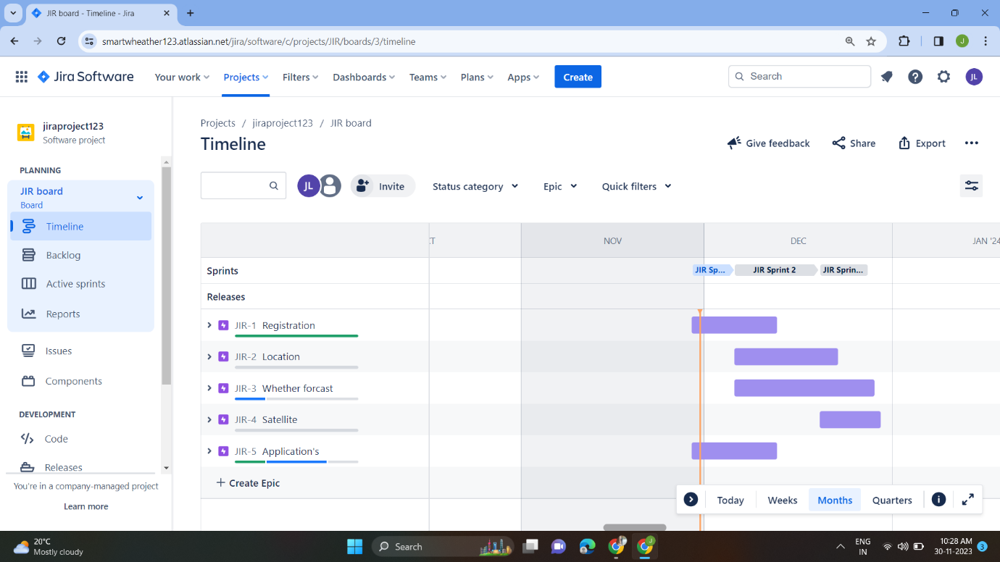 JIR board - Timeline - Jira
smartwheather123.atlassian.net/jira/software/c/projects/JIR/boards/3/timeline
J
Jira Software
Your work
Projects
Filters
Dashboards
Teams
Plans
Apps
Create
Search
JL
jiraproject123
Software project
PLANNING
JIR board
Board
Timeline
Backlog
Active sprints
Reports
Issues
Components
DEVELOPMENT
Code
Releases
You're in a company-managed project
Learn more
Projects / jiraproject123 / JIR board
Timeline
Give feedback
Share
Export
JL
Invite
Status category
Epic
Quick filters
CT
NOV
DEC
JAN '24
Sprints
JIR Sp...
JIR Sprint 2
JIR Sprin...
Releases
JIR-1 Registration
JIR-2 Location
JIR-3 Whether forcast
JIR-4 Satellite
JIR-5 Application's
+ Create Epic
Today
Weeks
Months
Quarters
20°C
Mostly cloudy
Search
J
ENG
IN
10:28 AM
30-11-2023
3